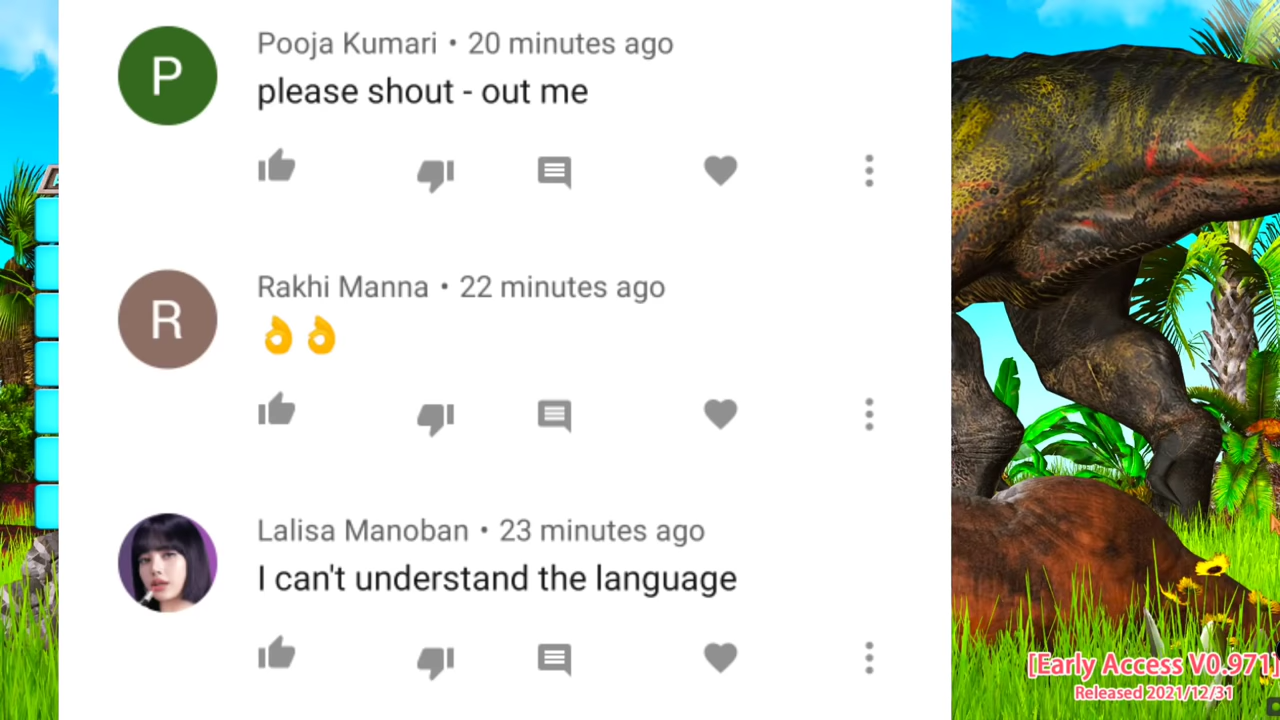 P
Pooja Kumari • 20 minutes ago
please shout - out me
R
Rakhi Manna • 22 minutes ago
👌👌
Lalisa Manoban • 23 minutes ago
I can't understand the language
[Early Access V0.971]
Released 2021/12/31